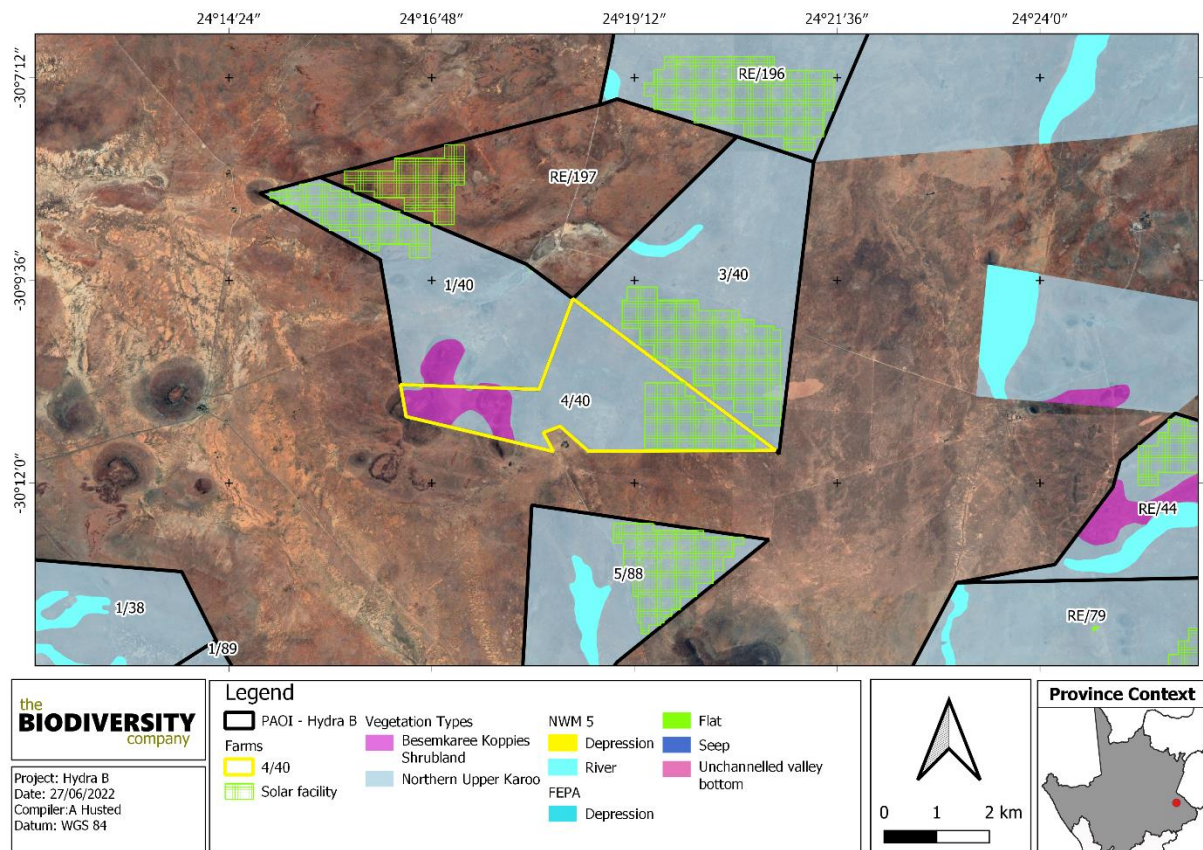 24°14'24" 24°16'48" 24°19'12" 24°21'36" 24°24'0"
-30°7'12"
-30°9'36"
-30°12'0"
RE/196
RE/197
3/40
1/40
4/40
RE/44
5/88
1/38
1/89
RE/79
the
BIODIVERSITY
company
Project: Hydra B
Date: 27/06/2022
Compiler:A Husted
Datum: WGS 84
Legend
PAOI - Hydra B
Farms
4/40
Solar facility
Vegetation Types
Besemkaree Koppies
Shrubland
Northern Upper Karoo
NWM 5
Depression
River
FEPA
Depression
Flat
Seep
Unchannelled valley
bottom
0 1 2 km
Province Context